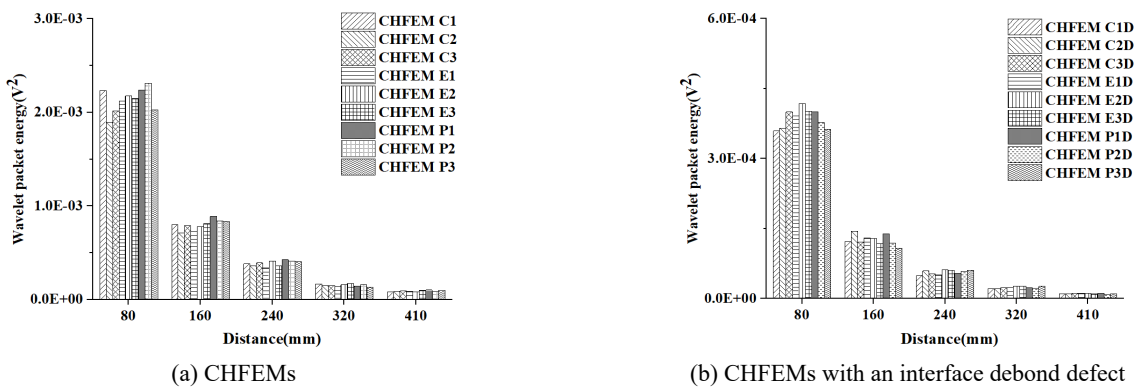 3.0E-03
2.0E-03
1.0E-03
0.0E+00
Wavelet packet energy(V²)
CHFEM C1
CHFEM C2
CHFEM C3
CHFEM E1
CHFEM E2
CHFEM E3
CHFEM P1
CHFEM P2
CHFEM P3
80 160 240 320 410
Distance(mm)
(a) CHFEMs
6.0E-04
3.0E-04
0.0E+00
Wavelet packet energy(V²)
CHFEM C1D
CHFEM C2D
CHFEM C3D
CHFEM E1D
CHFEM E2D
CHFEM E3D
CHFEM P1D
CHFEM P2D
CHFEM P3D
80 160 240 320 410
Distance(mm)
(b) CHFEMs with an interface debond defect